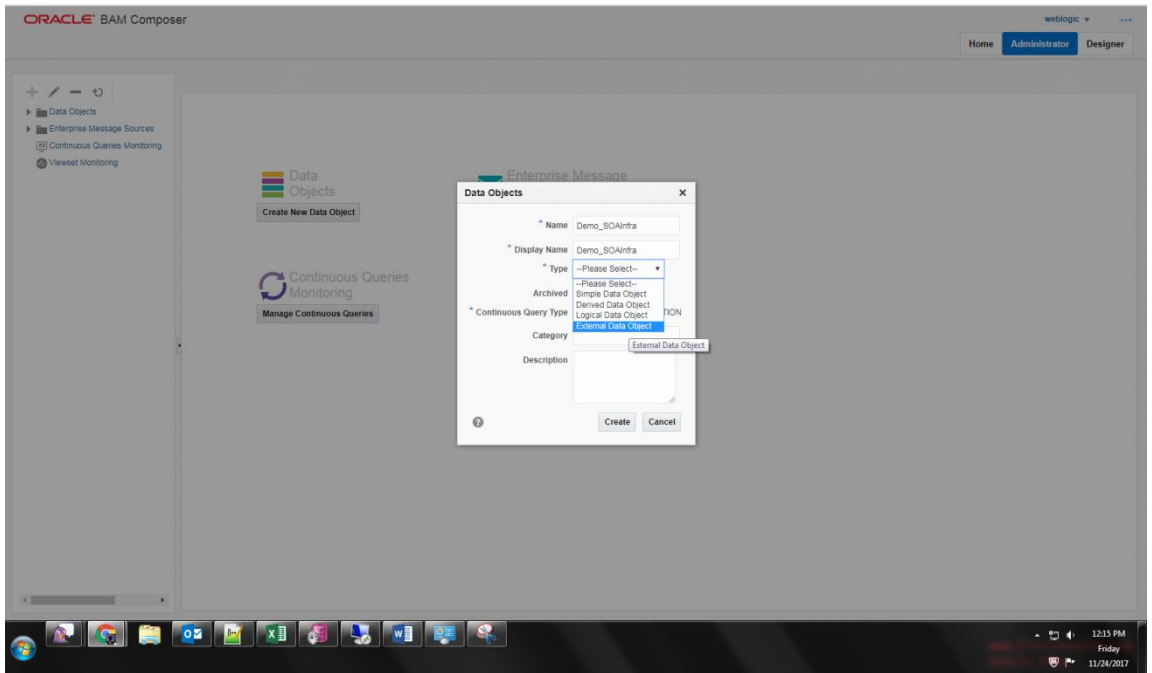 ORACLE® BAM Composer
weblogic
Home Administrator Designer
Data Objects
Enterprise Message Sources
Continuous Queries Monitoring
Viewset Monitoring
Data
Objects
Create New Data Object
Enterprise Message
Continuous Queries
Monitoring
Manage Continuous Queries
Data Objects
* Name Demo_SOAInfra
* Display Name Demo_SOAInfra
* Type --Please Select--
--Please Select--
Simple Data Object
Derived Data Object
Logical Data Object
External Data Object
Archived
* Continuous Query Type TION
Category
External Data Object
Description
Create Cancel
12:15 PM
Friday
11/24/2017